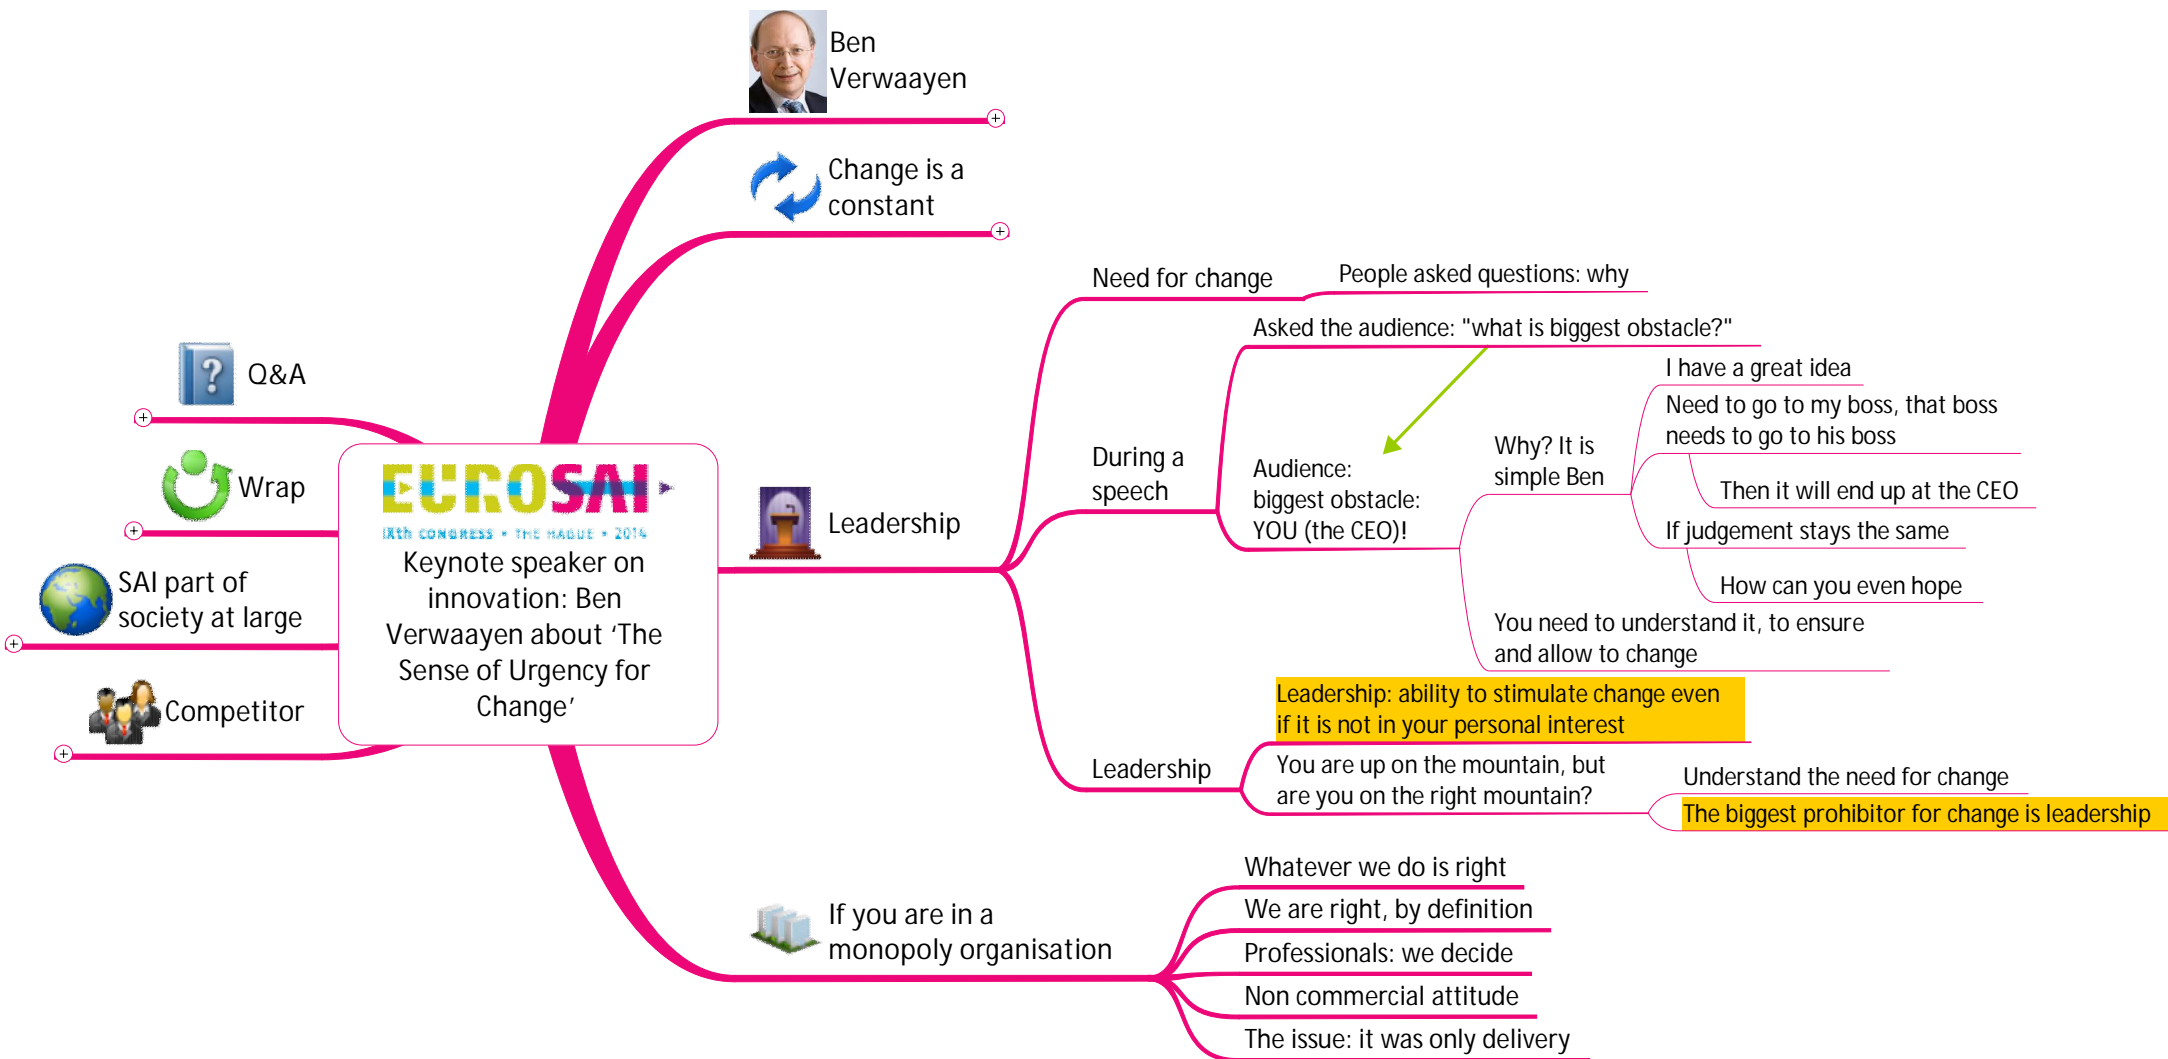 Ben
Verwaayen
Change is a
constant
Leadership
Need for change
People asked questions: why
During a
speech
Asked the audience: "what is biggest obstacle?"
Audience:
biggest obstacle:
YOU (the CEO)!
Why? It is
simple Ben
I have a great idea
Need to go to my boss, that boss
needs to go to his boss
Then it will end up at the CEO
If judgement stays the same
How can you even hope
You need to understand it, to ensure
and allow to change
Leadership
Leadership: ability to stimulate change even
if it is not in your personal interest
You are up on the mountain, but
are you on the right mountain?
Understand the need for change
The biggest prohibitor for change is leadership
If you are in a
monopoly organisation
Whatever we do is right
We are right, by definition
Professionals: we decide
Non commercial attitude
The issue: it was only delivery
Q&A
Wrap
SAI part of
society at large
Competitor
EUROSAI
IXth CONGRESS • THE HAGUE • 2014
Keynote speaker on
innovation: Ben
Verwaayen about ‘The
Sense of Urgency for
Change’